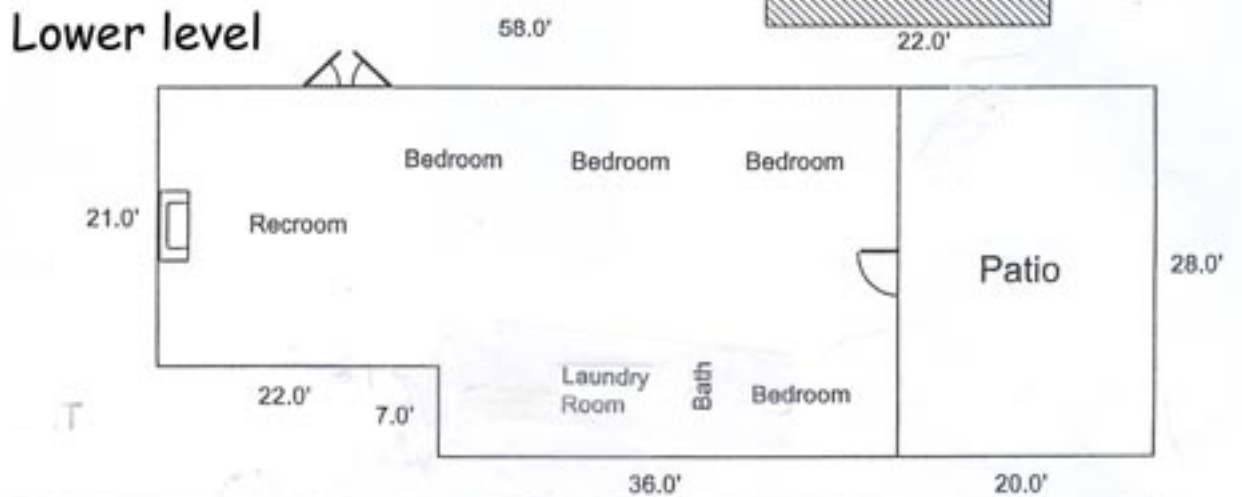 Lower level
58.0'
22.0'
Bedroom Bedroom Bedroom
21.0'
Recroom
Patio
28.0'
22.0'
7.0'
Laundry
Room
Bath
Bedroom
36.0'
20.0'